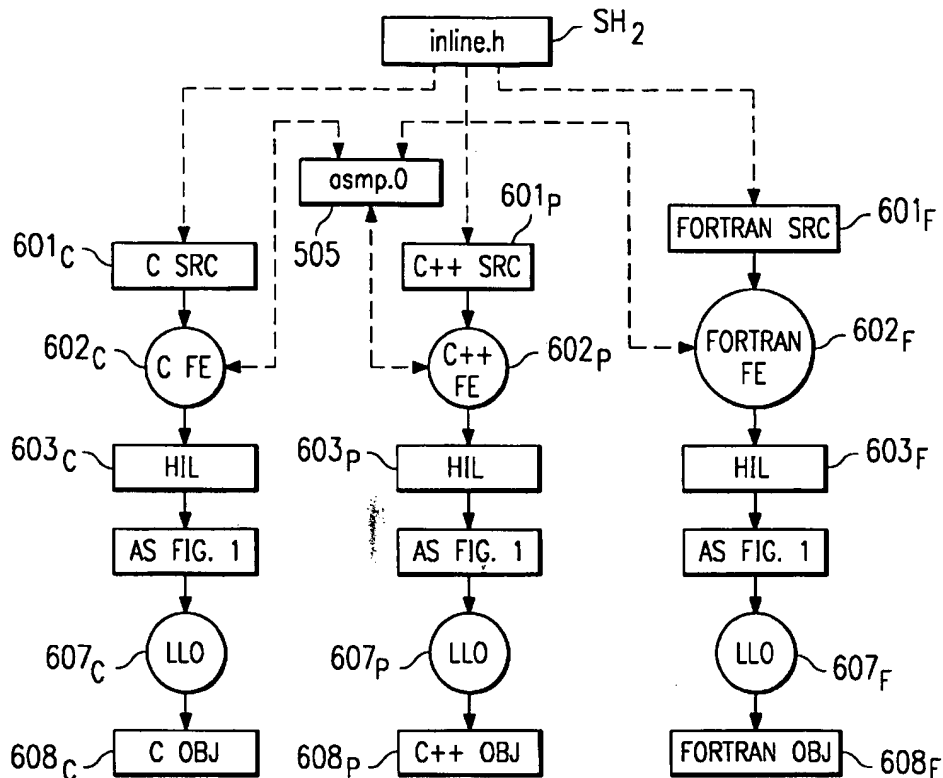 inline.h
SH2
asmp.0
505
601P
601F
601C
C SRC
C++ SRC
FORTRAN SRC
602C
C FE
C++ FE
602P
FORTRAN FE
602F
603C
HIL
603P
HIL
HIL
603F
AS FIG. 1
AS FIG. 1
AS FIG. 1
607C
LLO
607P
LLO
LLO
607F
608C
C OBJ
608P
C++ OBJ
FORTRAN OBJ
608F